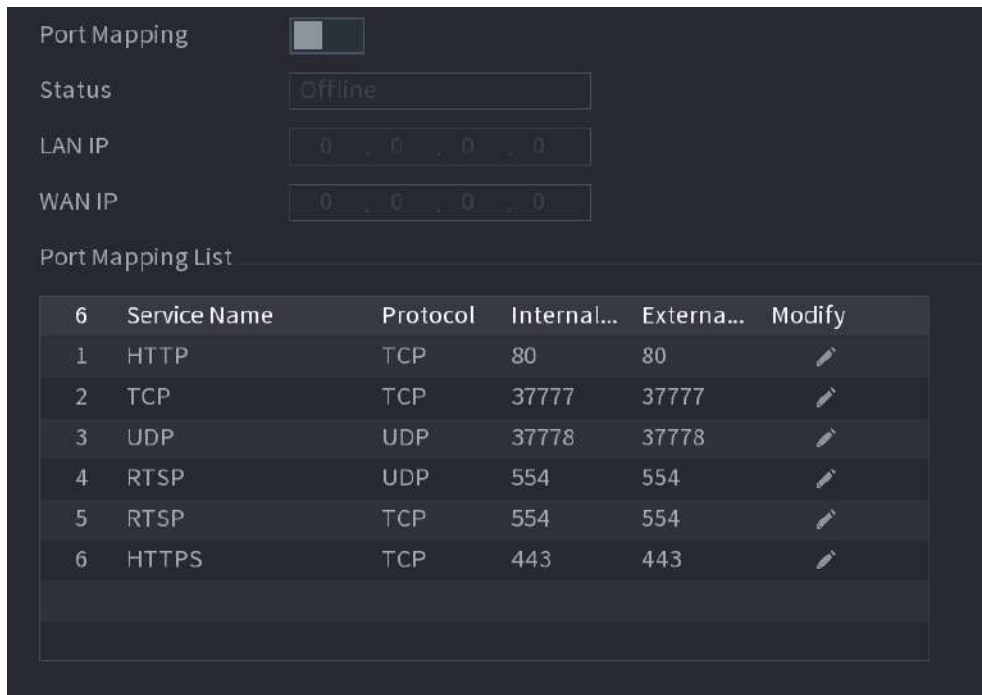 Port Mapping
Status Offline
LAN IP 0 . 0 . 0 . 0
WAN IP 0 . 0 . 0 . 0
Port Mapping List
6 Service Name Protocol Internal... Externa... Modify
1 HTTP TCP 80 80
2 TCP TCP 37777 37777
3 UDP UDP 37778 37778
4 RTSP UDP 554 554
5 RTSP TCP 554 554
6 HTTPS TCP 443 443